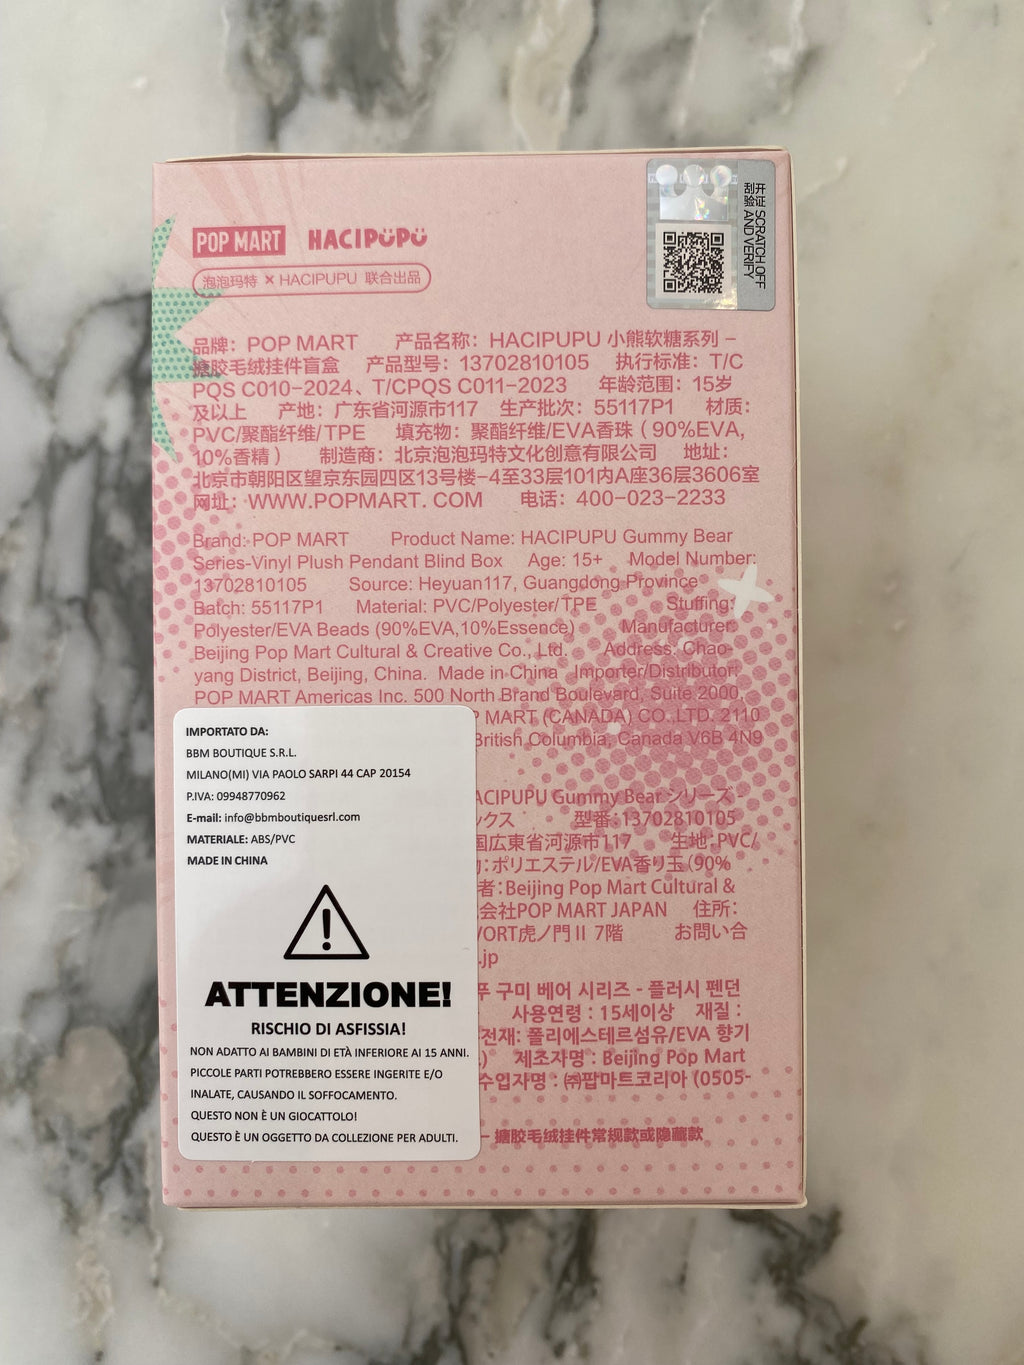 POP MART HACIPUPU
泡泡玛特 × HACIPUPU 联合出品
开证 SCRATCH OFF
刮验 AND VERIFY
品牌：POP MART 产品名称：HACIPUPU 小熊软糖系列 –
搪胶毛绒挂件盲盒 产品型号：13702810105 执行标准：T/C
PQS C010-2024、T/CPQS C011-2023 年龄范围：15岁
及以上 产地：广东省河源市117 生产批次：55117P1 材质：
PVC/聚酯纤维/TPE 填充物：聚酯纤维/EVA香珠（90%EVA,
10%香精） 制造商：北京泡泡玛特文化创意有限公司 地址：
北京市朝阳区望京东园四区13号楼-4至33层101内A座36层3606室
网址：WWW.POPMART.COM 电话：400-023-2233
Brand: POP MART Product Name: HACIPUPU Gummy Bear
Series-Vinyl Plush Pendant Blind Box Age: 15+ Model Number:
13702810105 Source: Heyuan117, Guangdong Province
Batch: 55117P1 Material: PVC/Polyester/TPE Stuffing:
Polyester/EVA Beads (90%EVA,10%Essence) Manufacturer:
Beijing Pop Mart Cultural & Creative Co., Ltd. Address: Chao-
yang District, Beijing, China. Made in China Importer/Distributor:
POP MART Americas Inc. 500 North Brand Boulevard, Suite 2000,
P MART (CANADA) CO.,LTD. 2110
British Columbia, Canada V6B 4N9
ACIPUPU Gummy Bear シリーズ
ックス 型番:13702810105
国広東省河源市117 生地:PVC/
:ポリエステル/EVA香り玉 (90%
者:Beijing Pop Mart Cultural &
会社POP MART JAPAN 住所：
VORT虎ノ門 II 7階 お問い合
.jp
푸 구미 베어 시리즈 - 플러시 펜던
사용연령 : 15세이상 재질 :
전재: 폴리에스테르섬유/EVA 향기
) 제조자명 : Beijing Pop Mart
수입자명 : ㈜팝마트코리아 (0505-
– 搪胶毛绒挂件常规款或隐藏款
IMPORTATO DA:
BBM BOUTIQUE S.R.L.
MILANO(MI) VIA PAOLO SARPI 44 CAP 20154
P.IVA: 09948770962
E-mail: info@bbmboutiquesrl.com
MATERIALE: ABS/PVC
MADE IN CHINA
ATTENZIONE!
RISCHIO DI ASFISSIA!
NON ADATTO AI BAMBINI DI ETÀ INFERIORE AI 15 ANNI.
PICCOLE PARTI POTREBBERO ESSERE INGERITE E/O
INALATE, CAUSANDO IL SOFFOCAMENTO.
QUESTO NON È UN GIOCATTOLO!
QUESTO È UN OGGETTO DA COLLEZIONE PER ADULTI.